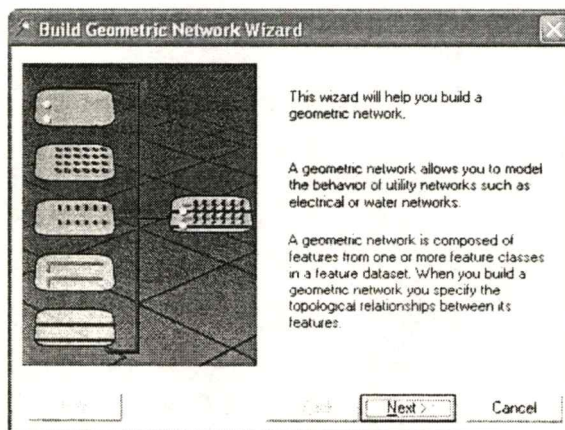 Build Geometric Network Wizard
This wizard will help you build a
geometric network.
A geometric network allows you to model
the behavior of utility networks such as
electrical or water networks.
A geometric network is composed of
features from one or more feature classes
in a feature dataset. When you build a
geometric network you specify the
topological relationships between its
features.
Next >
Cancel